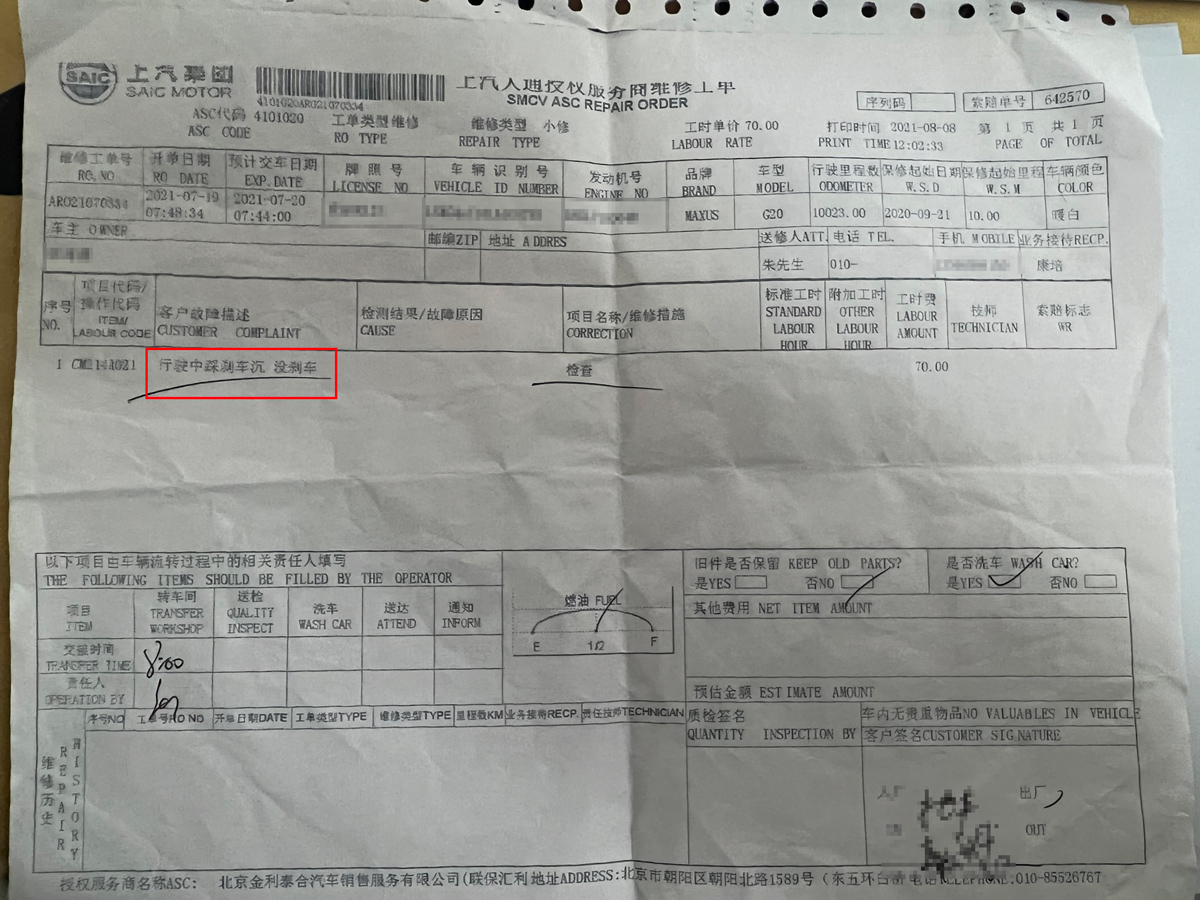 SAIC 上汽集团
SAIC MOTOR
4101020AR021070334
上汽大通授权服务商维修工单
SMCV ASC REPAIR ORDER
序列码
索赔单号 642570
ASC代码 4101020
ASC CODE
工单类型维修
RO TYPE
维修类型 小修
REPAIR TYPE
工时单价 70.00
LABOUR RATE
打印时间 2021-08-08
PRINT TIME 12:02:33
第 1 页 共 1 页
PAGE OF TOTAL
维修工单号 开单日期 预计交车日期 牌照号 车辆识别号 发动机号 品牌 车型 行驶里程数 保修起始日期 保修起始里程 车辆颜色
RO.NO RO DATE EXP.DATE LICENSE NO VEHICLE ID NUMBER ENGINE NO BRAND MODEL ODOMETER W.S.D W.S.M COLOR
ARO21070334 2021-07-19 2021-07-20 MAXUS G20 10023.00 2020-09-21 10.00 暖白
07:48:34 07:44:00
车主 OWNER 邮编ZIP 地址 ADDRES 送修人ATT. 电话 TEL. 手机 MOBILE 业务接待RECP.
朱先生 010- 康培
序号 项目代码/ 客户故障描述 检测结果/故障原因 项目名称/维修措施 标准工时 附加工时 工时费 技师 索赔标志
NO. 操作代码 CUSTOMER COMPLAINT CAUSE CORRECTION STANDARD OTHER LABOUR TECHNICIAN WR
ITEM/ LABOUR LABOUR AMOUNT
LABOUR CODE HOUR HOUR
1 行驶中踩刹车沉 没刹车 检查 70.00
以下项目由车辆流转过程中的相关责任人填写
THE FOLLOWING ITEMS SHOULD BE FILLED BY THE OPERATOR
项目 转车间 送检 洗车 送达 通知
ITEM TRANSFER QUALITY WASH CAR ATTEND INFORM
WORKSHOP INSPECT
交接时间
TRANSFER TIME 8:00
责任人
OPERATION BY
燃油 FUEL
E 1/2 F
旧件是否保留 KEEP OLD PARTS?
是YES 否NO
是否洗车 WASH CAR?
是YES 否NO
其他费用 NET ITEM AMOUNT
预估金额 ESTIMATE AMOUNT
维修历史
REPAIR HISTORY
序号NO 工单号RO NO 开单日期DATE 工单类型TYPE 维修类型TYPE 里程数KM 业务接待RECP. 责任技师TECHNICIAN
质检签名
QUANTITY INSPECTION BY
车内无贵重物品NO VALUABLES IN VEHICLE
客户签名CUSTOMER SIGNATURE
入厂 出厂
IN OUT
授权服务商名称ASC: 北京金利泰合汽车销售服务有限公司(联保汇利 地址ADDRESS:北京市朝阳区朝阳北路1589号 (东五环白 电话TELEPHONE:010-85526767